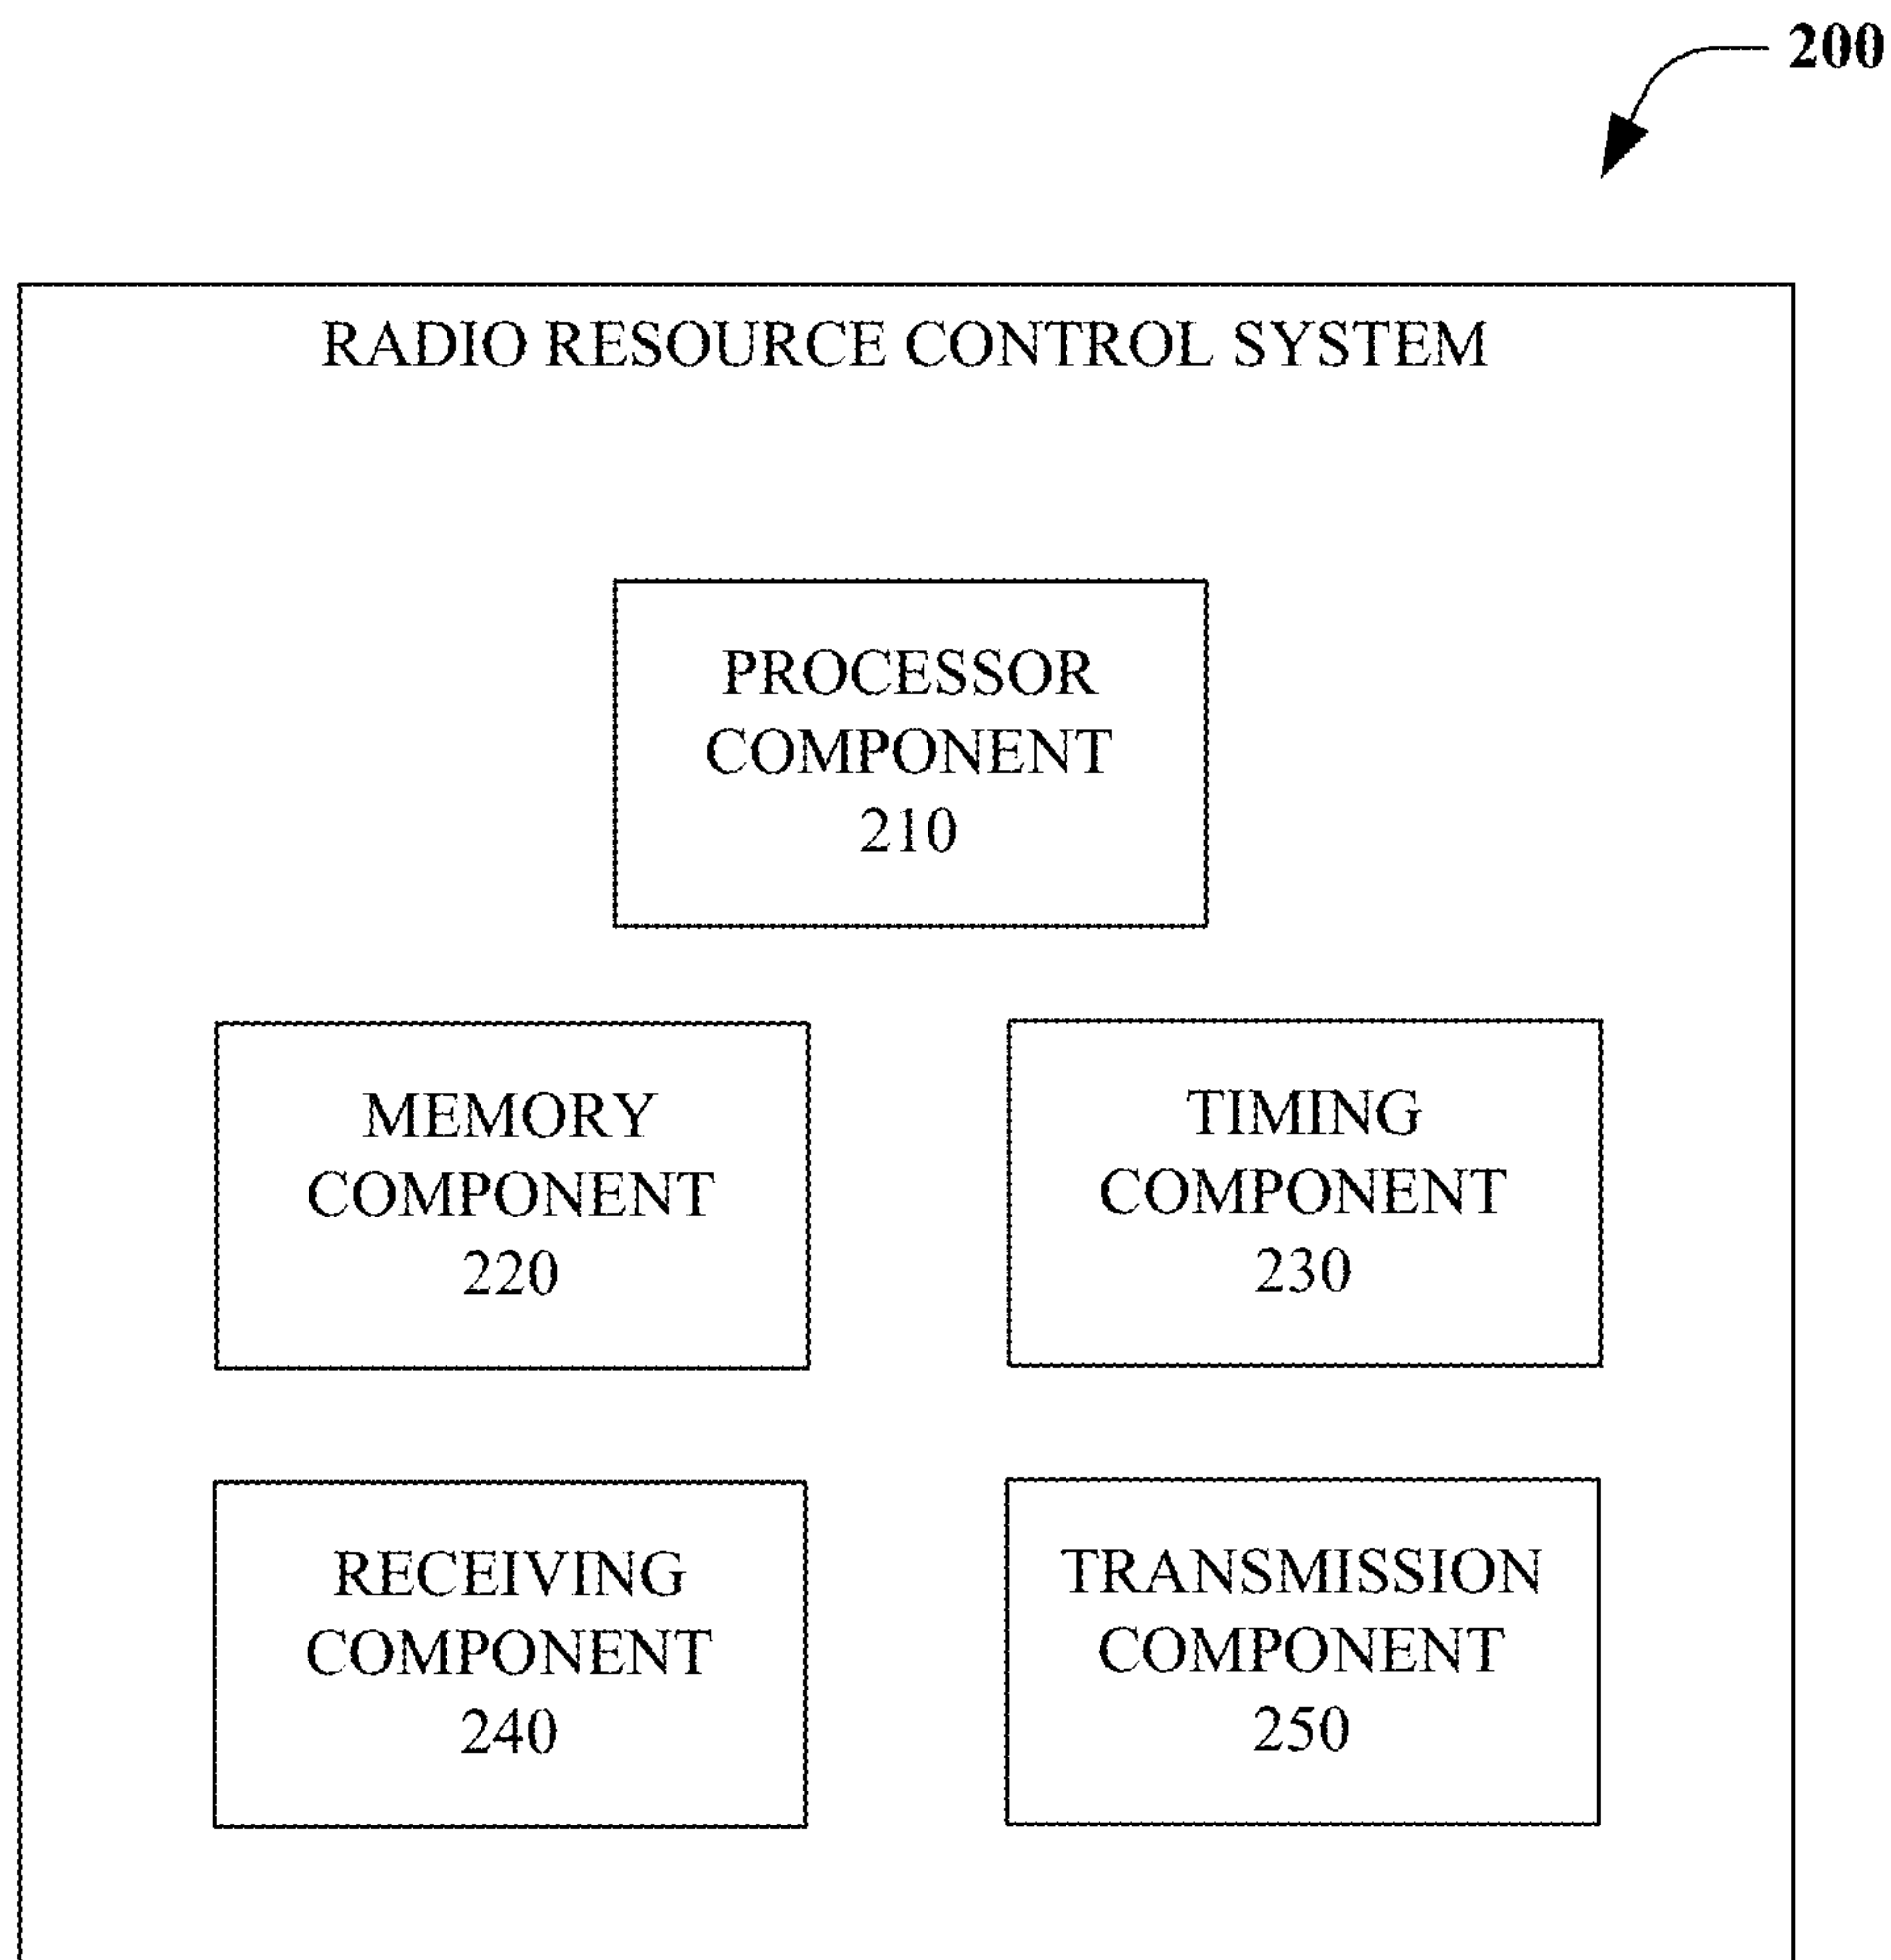 200
RADIO RESOURCE CONTROL SYSTEM
PROCESSOR
COMPONENT
210
MEMORY
COMPONENT
220
TIMING
COMPONENT
230
RECEIVING
COMPONENT
240
TRANSMISSION
COMPONENT
250